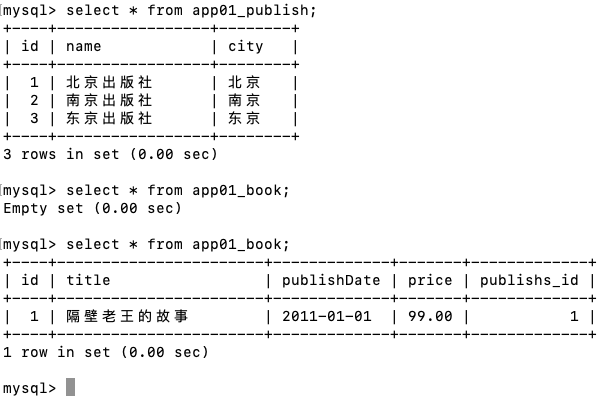 mysql> select * from app01_publish;
+----+-----------------+--------+
| id | name            | city   |
+----+-----------------+--------+
|  1 | 北京出版社      | 北京   |
|  2 | 南京出版社      | 南京   |
|  3 | 东京出版社      | 东京   |
+----+-----------------+--------+
3 rows in set (0.00 sec)
mysql> select * from app01_book;
Empty set (0.00 sec)
mysql> select * from app01_book;
+----+-----------------------+-------------+-------+-------------+
| id | title                 | publishDate | price | publishs_id |
+----+-----------------------+-------------+-------+-------------+
|  1 | 隔壁老王的故事        | 2011-01-01  | 99.00 |           1 |
+----+-----------------------+-------------+-------+-------------+
1 row in set (0.00 sec)
mysql>